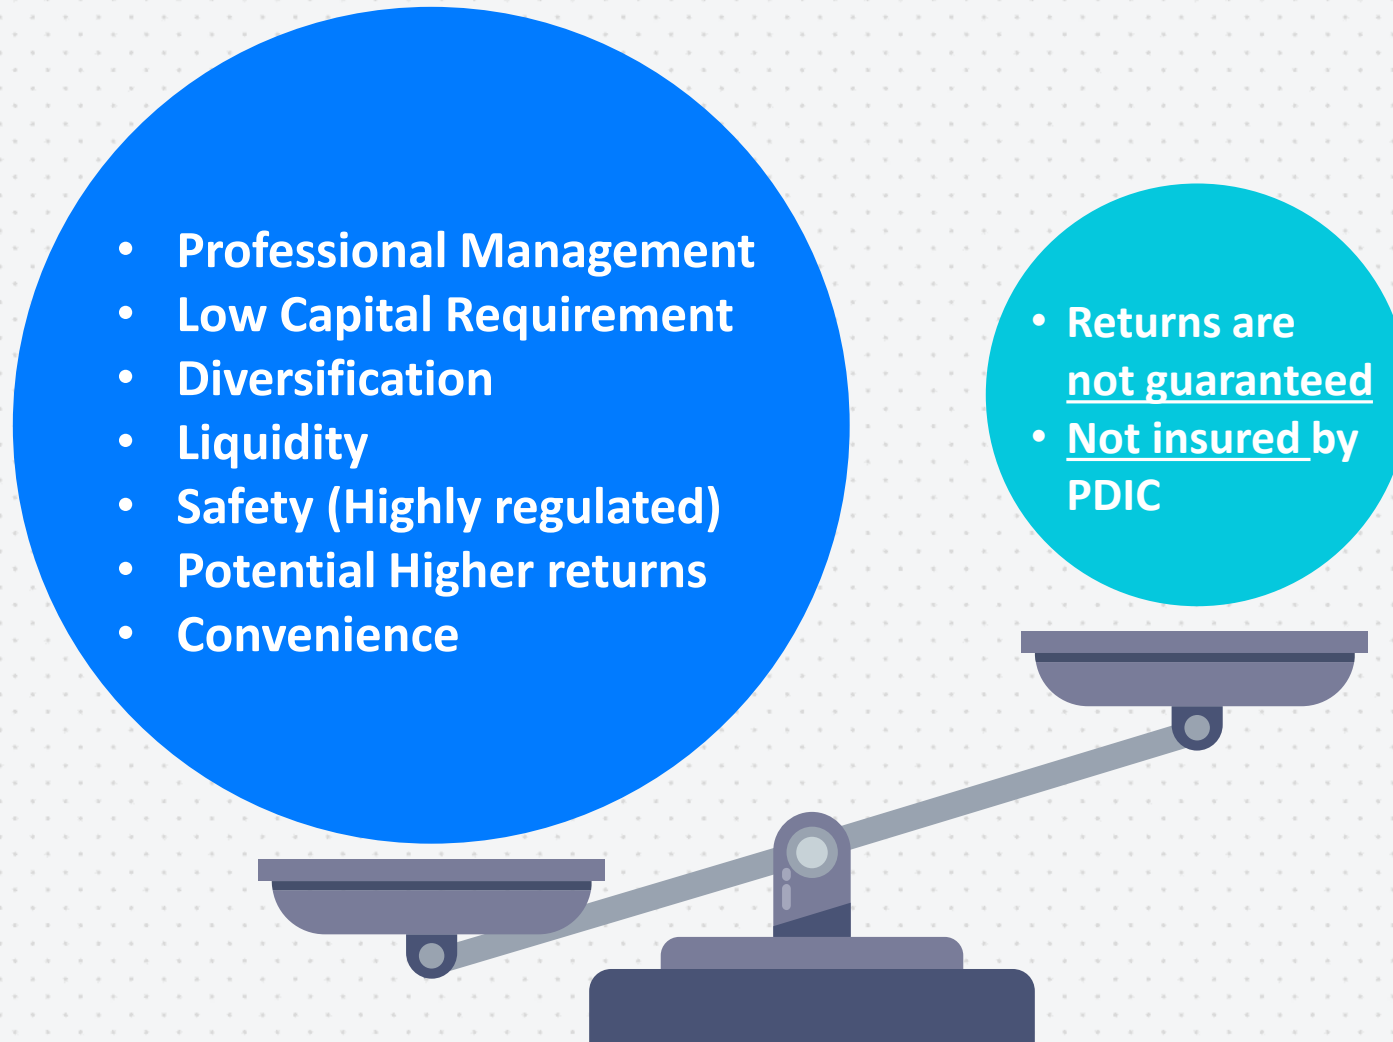 • Professional Management
• Low Capital Requirement
• Diversification
• Liquidity
• Safety (Highly regulated)
• Potential Higher returns
• Convenience
• Returns are
not guaranteed
• Not insured by
PDIC